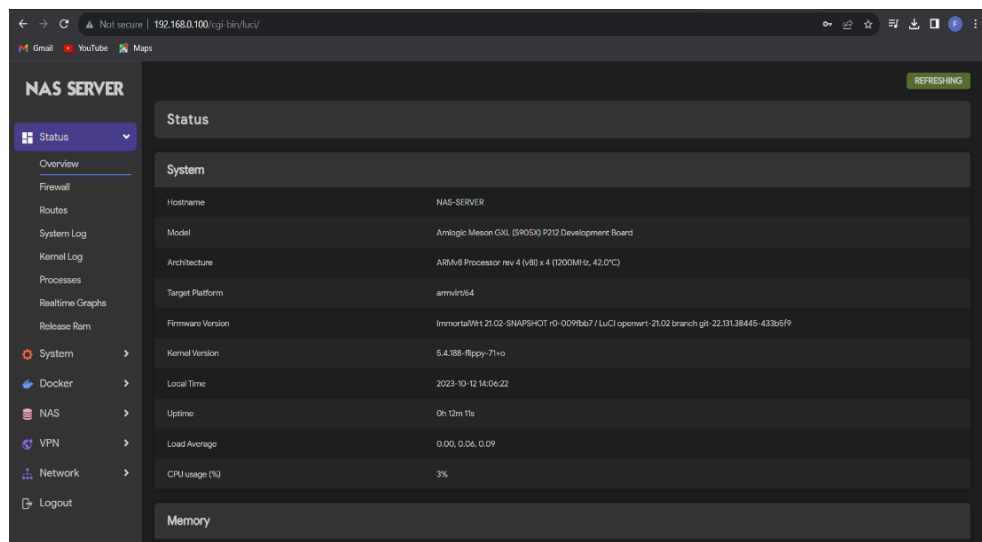 Not secure | 192.168.0.100/cgi-bin/luci/
F
Gmail YouTube Maps
NAS SERVER
REFRESHING
Status
Overview
Firewall
Routes
System Log
Kernel Log
Processes
Realtime Graphs
Release Ram
System
Docker
NAS
VPN
Network
Logout
Status
System
Hostname NAS-SERVER
Model Amlogic Meson GXL (S905X) P212 Development Board
Architecture ARMv8 Processor rev 4 (v8l) x 4 (1200MHz, 42.0°C)
Target Platform armvirt/64
Firmware Version ImmortalWrt 21.02-SNAPSHOT r0-009fbb7 / LuCI openwrt-21.02 branch git-22.131.38445-433b5f9
Kernel Version 5.4.188-flippy-71+o
Local Time 2023-10-12 14:06:22
Uptime 0h 12m 11s
Load Average 0.00, 0.06, 0.09
CPU usage (%) 3%
Memory